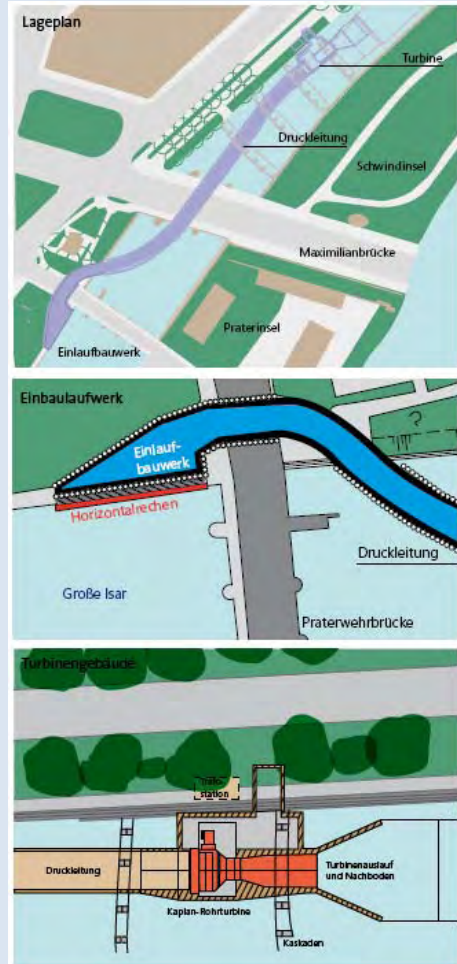 Lageplan
Turbine
Druckleitung
Schwindinsel
Maximilianbrücke
Praterinsel
Einlaufbauwerk
Einbaulaufwerk
Einlauf-
bauwerk
?
Horizontalrechen
Druckleitung
Große Isar
Praterwehrbrücke
Turbinengebäude
station
Druckleitung
Turbinenauslauf
und Nachboden
Kaplan-Rohrturbine
Kaskaden